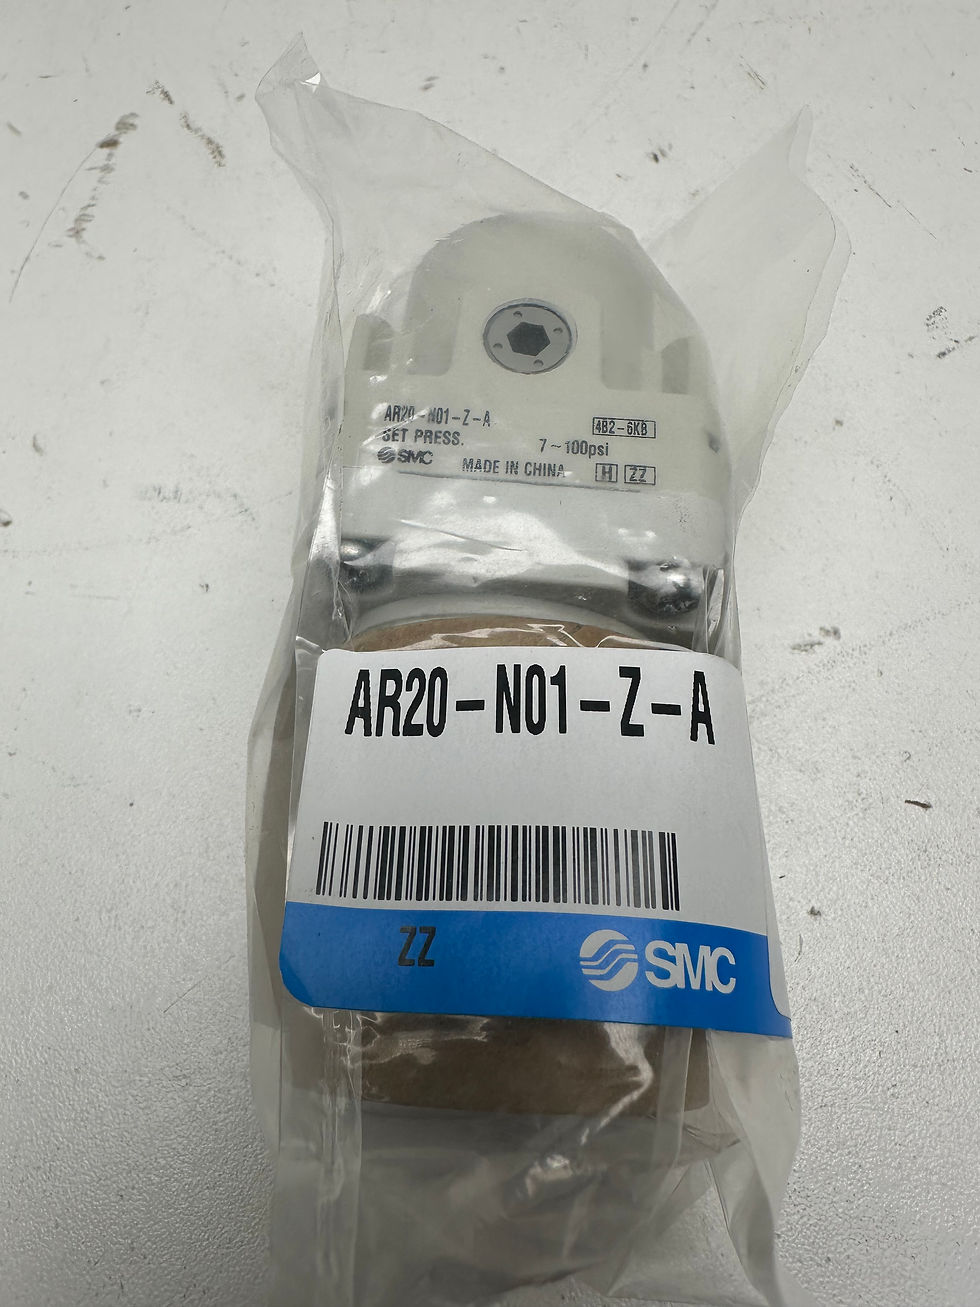 AR20-N01-Z-A
4B2-6KB
SET PRESS. 7~100psi
SMC MADE IN CHINA H ZZ
AR20-N01-Z-A
ZZ SMC